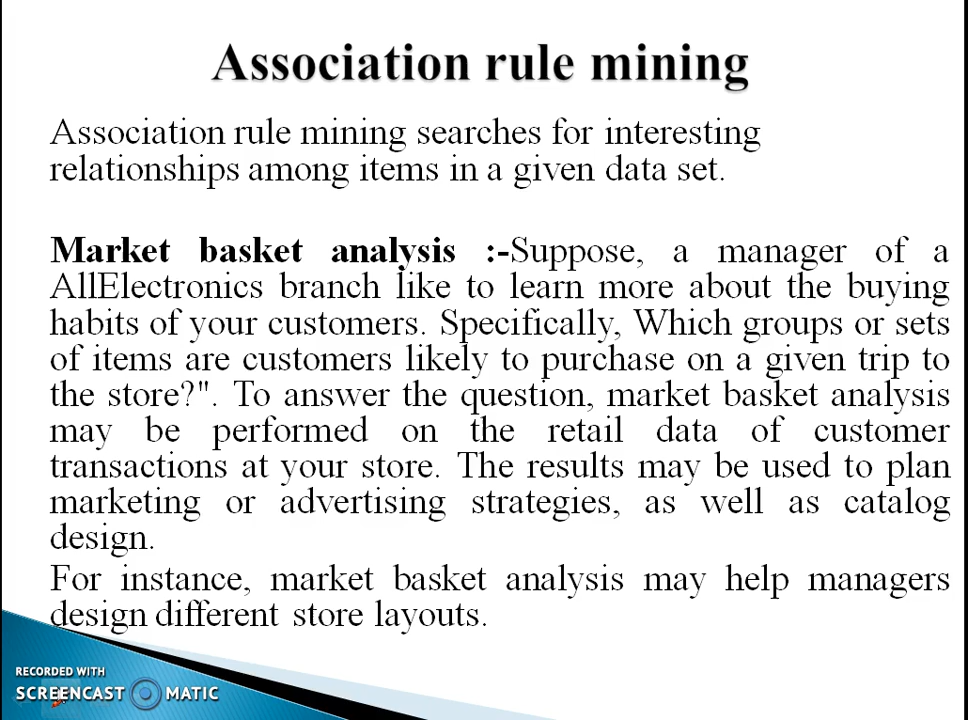 Association rule mining
Association rule mining searches for interesting
relationships among items in a given data set.
Market basket analysis :-Suppose, a manager of a
AllElectronics branch like to learn more about the buying
habits of your customers. Specifically, Which groups or sets
of items are customers likely to purchase on a given trip to
the store?". To answer the question, market basket analysis
may be performed on the retail data of customer
transactions at your store. The results may be used to plan
marketing or advertising strategies, as well as catalog
design.
For instance, market basket analysis may help managers
design different store layouts.
RECORDED WITH
SCREENCAST MATIC